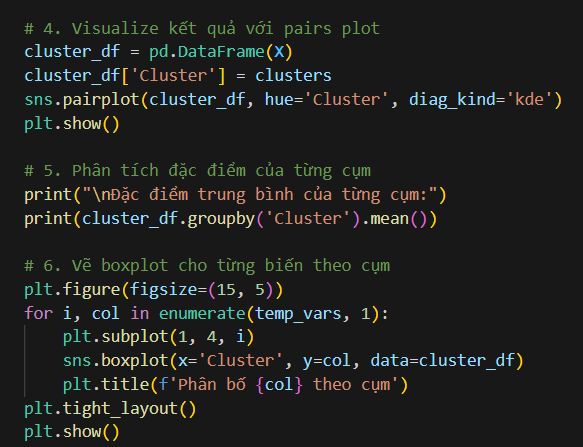 # 4. Visualize kết quả với pairs plot
cluster_df = pd.DataFrame(X)
cluster_df['Cluster'] = clusters
sns.pairplot(cluster_df, hue='Cluster', diag_kind='kde')
plt.show()

# 5. Phân tích đặc điểm của từng cụm
print("\nĐặc điểm trung bình của từng cụm:")
print(cluster_df.groupby('Cluster').mean())

# 6. Vẽ boxplot cho từng biến theo cụm
plt.figure(figsize=(15, 5))
for i, col in enumerate(temp_vars, 1):
    plt.subplot(1, 4, i)
    sns.boxplot(x='Cluster', y=col, data=cluster_df)
    plt.title(f'Phân bố {col} theo cụm')
plt.tight_layout()
plt.show()